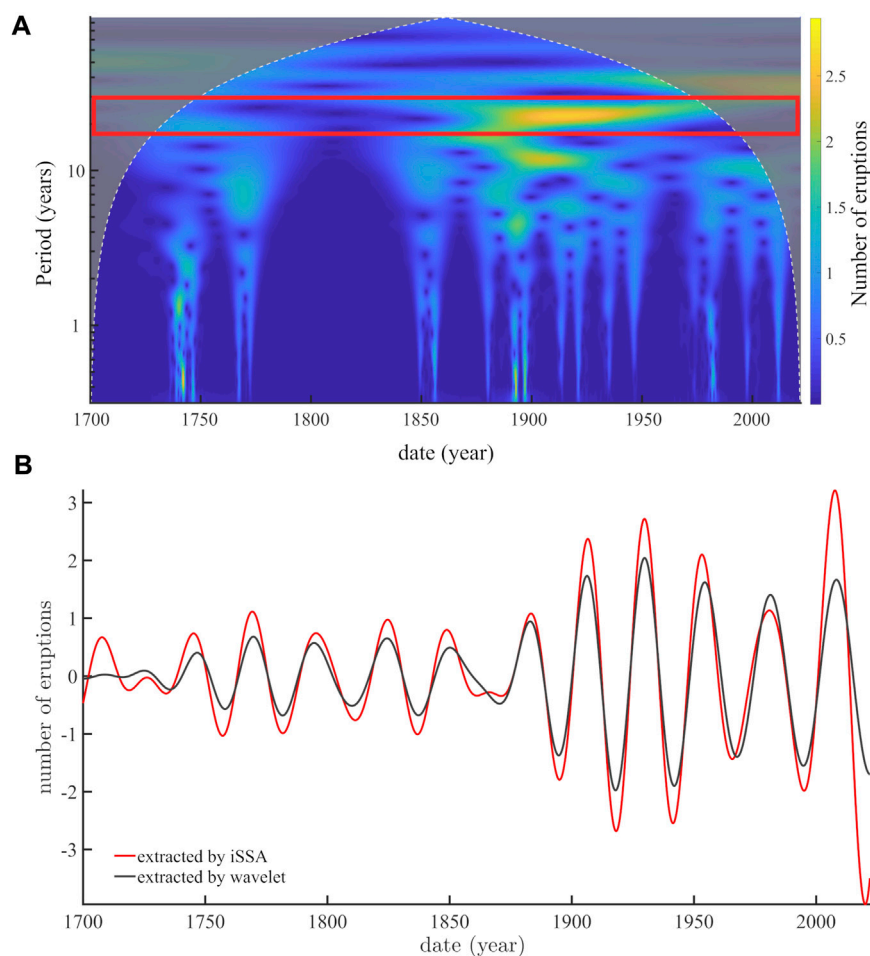 A
Period (years)
10
1
1700 1750 1800 1850 1900 1950 2000
date (year)
2.5
2
1.5
1
0.5
Number of eruptions
B
number of eruptions
3
2
1
0
-1
-2
-3
extracted by iSSA
extracted by wavelet
1700 1750 1800 1850 1900 1950 2000
date (year)